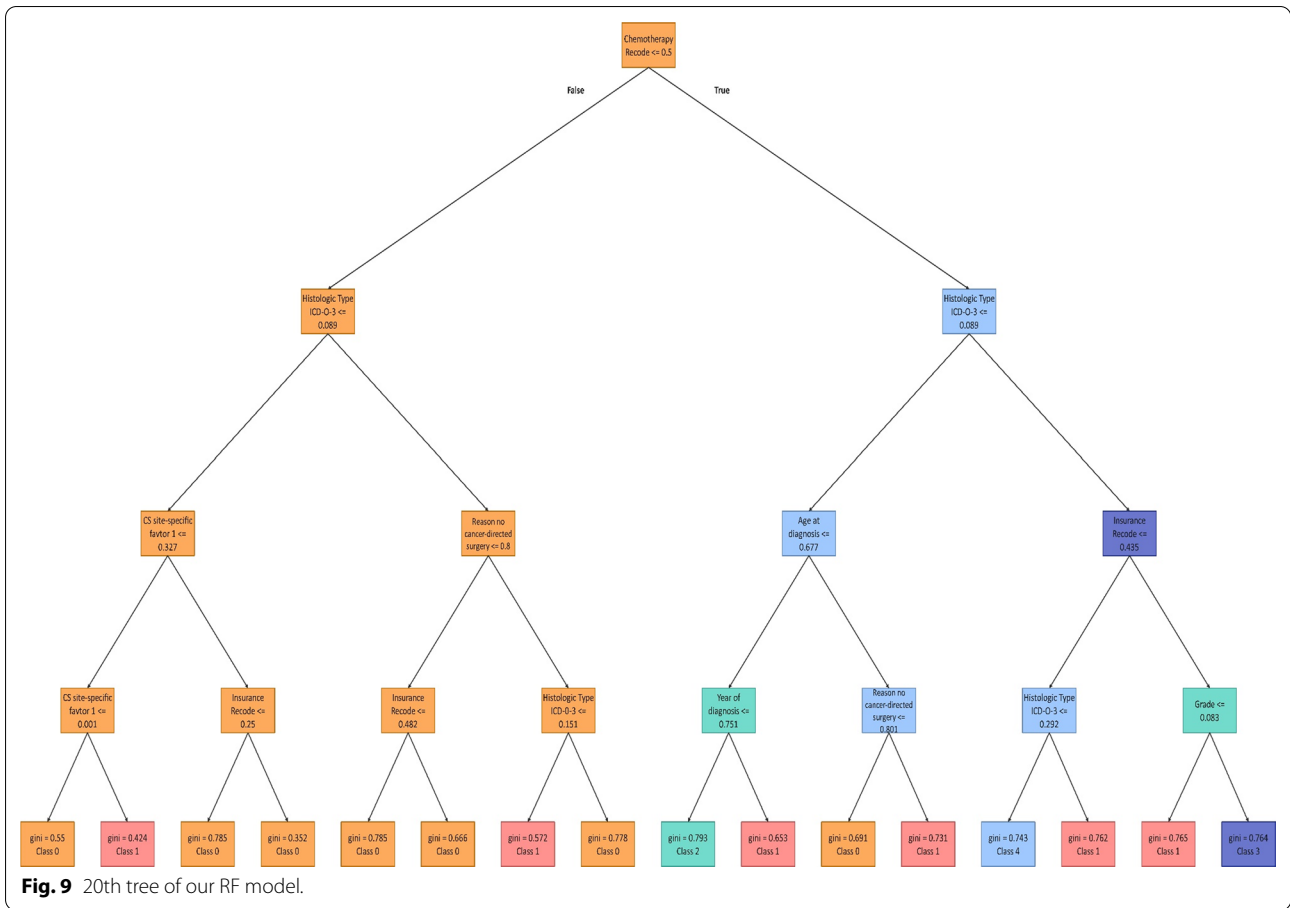 Chemotherapy
Recode <= 0.5
False
True
Histologic Type
ICD-O-3 <=
0.089
Histologic Type
ICD-O-3 <=
0.089
CS site-specific
favtor 1 <=
0.327
Reason no
cancer-directed
surgery <= 0.8
Age at
diagnosis <=
0.677
Insurance
Recode <=
0.435
CS site-specific
favtor 1 <=
0.001
Insurance
Recode <=
0.25
Insurance
Recode <=
0.482
Histologic Type
ICD-0-3 <=
0.151
Year of
diagnosis <=
0.751
Reason no
cancer-directed
surgery <=
0.801
Histologic Type
ICD-O-3 <=
0.292
Grade <=
0.083
gini = 0.55
Class 0
gini = 0.424
Class 1
gini = 0.785
Class 0
gini = 0.352
Class 0
gini = 0.785
Class 0
gini = 0.666
Class 0
gini = 0.572
Class 1
gini = 0.778
Class 0
gini = 0.793
Class 2
gini = 0.653
Class 1
gini = 0.691
Class 0
gini = 0.731
Class 1
gini = 0.743
Class 4
gini = 0.762
Class 1
gini = 0.765
Class 1
gini = 0.764
Class 3
Fig. 9 20th tree of our RF model.